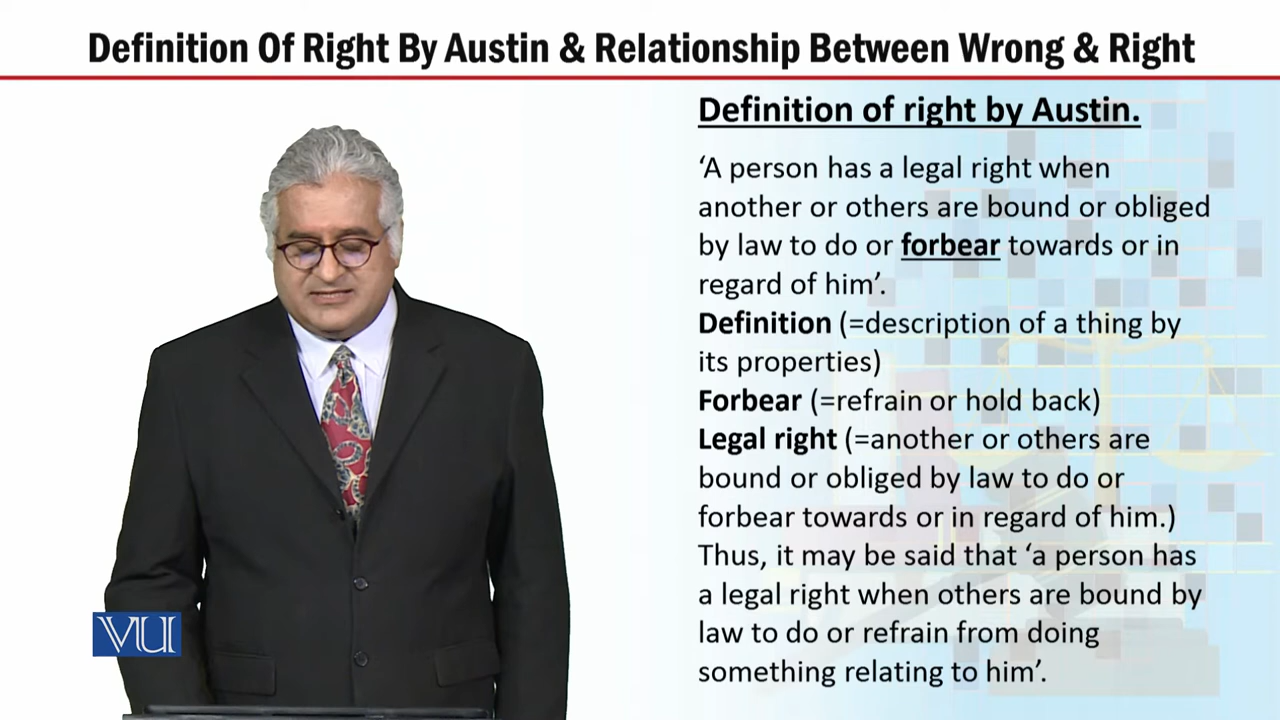 Definition Of Right By Austin & Relationship Between Wrong & Right
Definition of right by Austin.
‘A person has a legal right when
another or others are bound or obliged
by law to do or forbear towards or in
regard of him’.
Definition (=description of a thing by
its properties)
Forbear (=refrain or hold back)
Legal right (=another or others are
bound or obliged by law to do or
forbear towards or in regard of him.)
Thus, it may be said that ‘a person has
a legal right when others are bound by
law to do or refrain from doing
something relating to him’.
VU